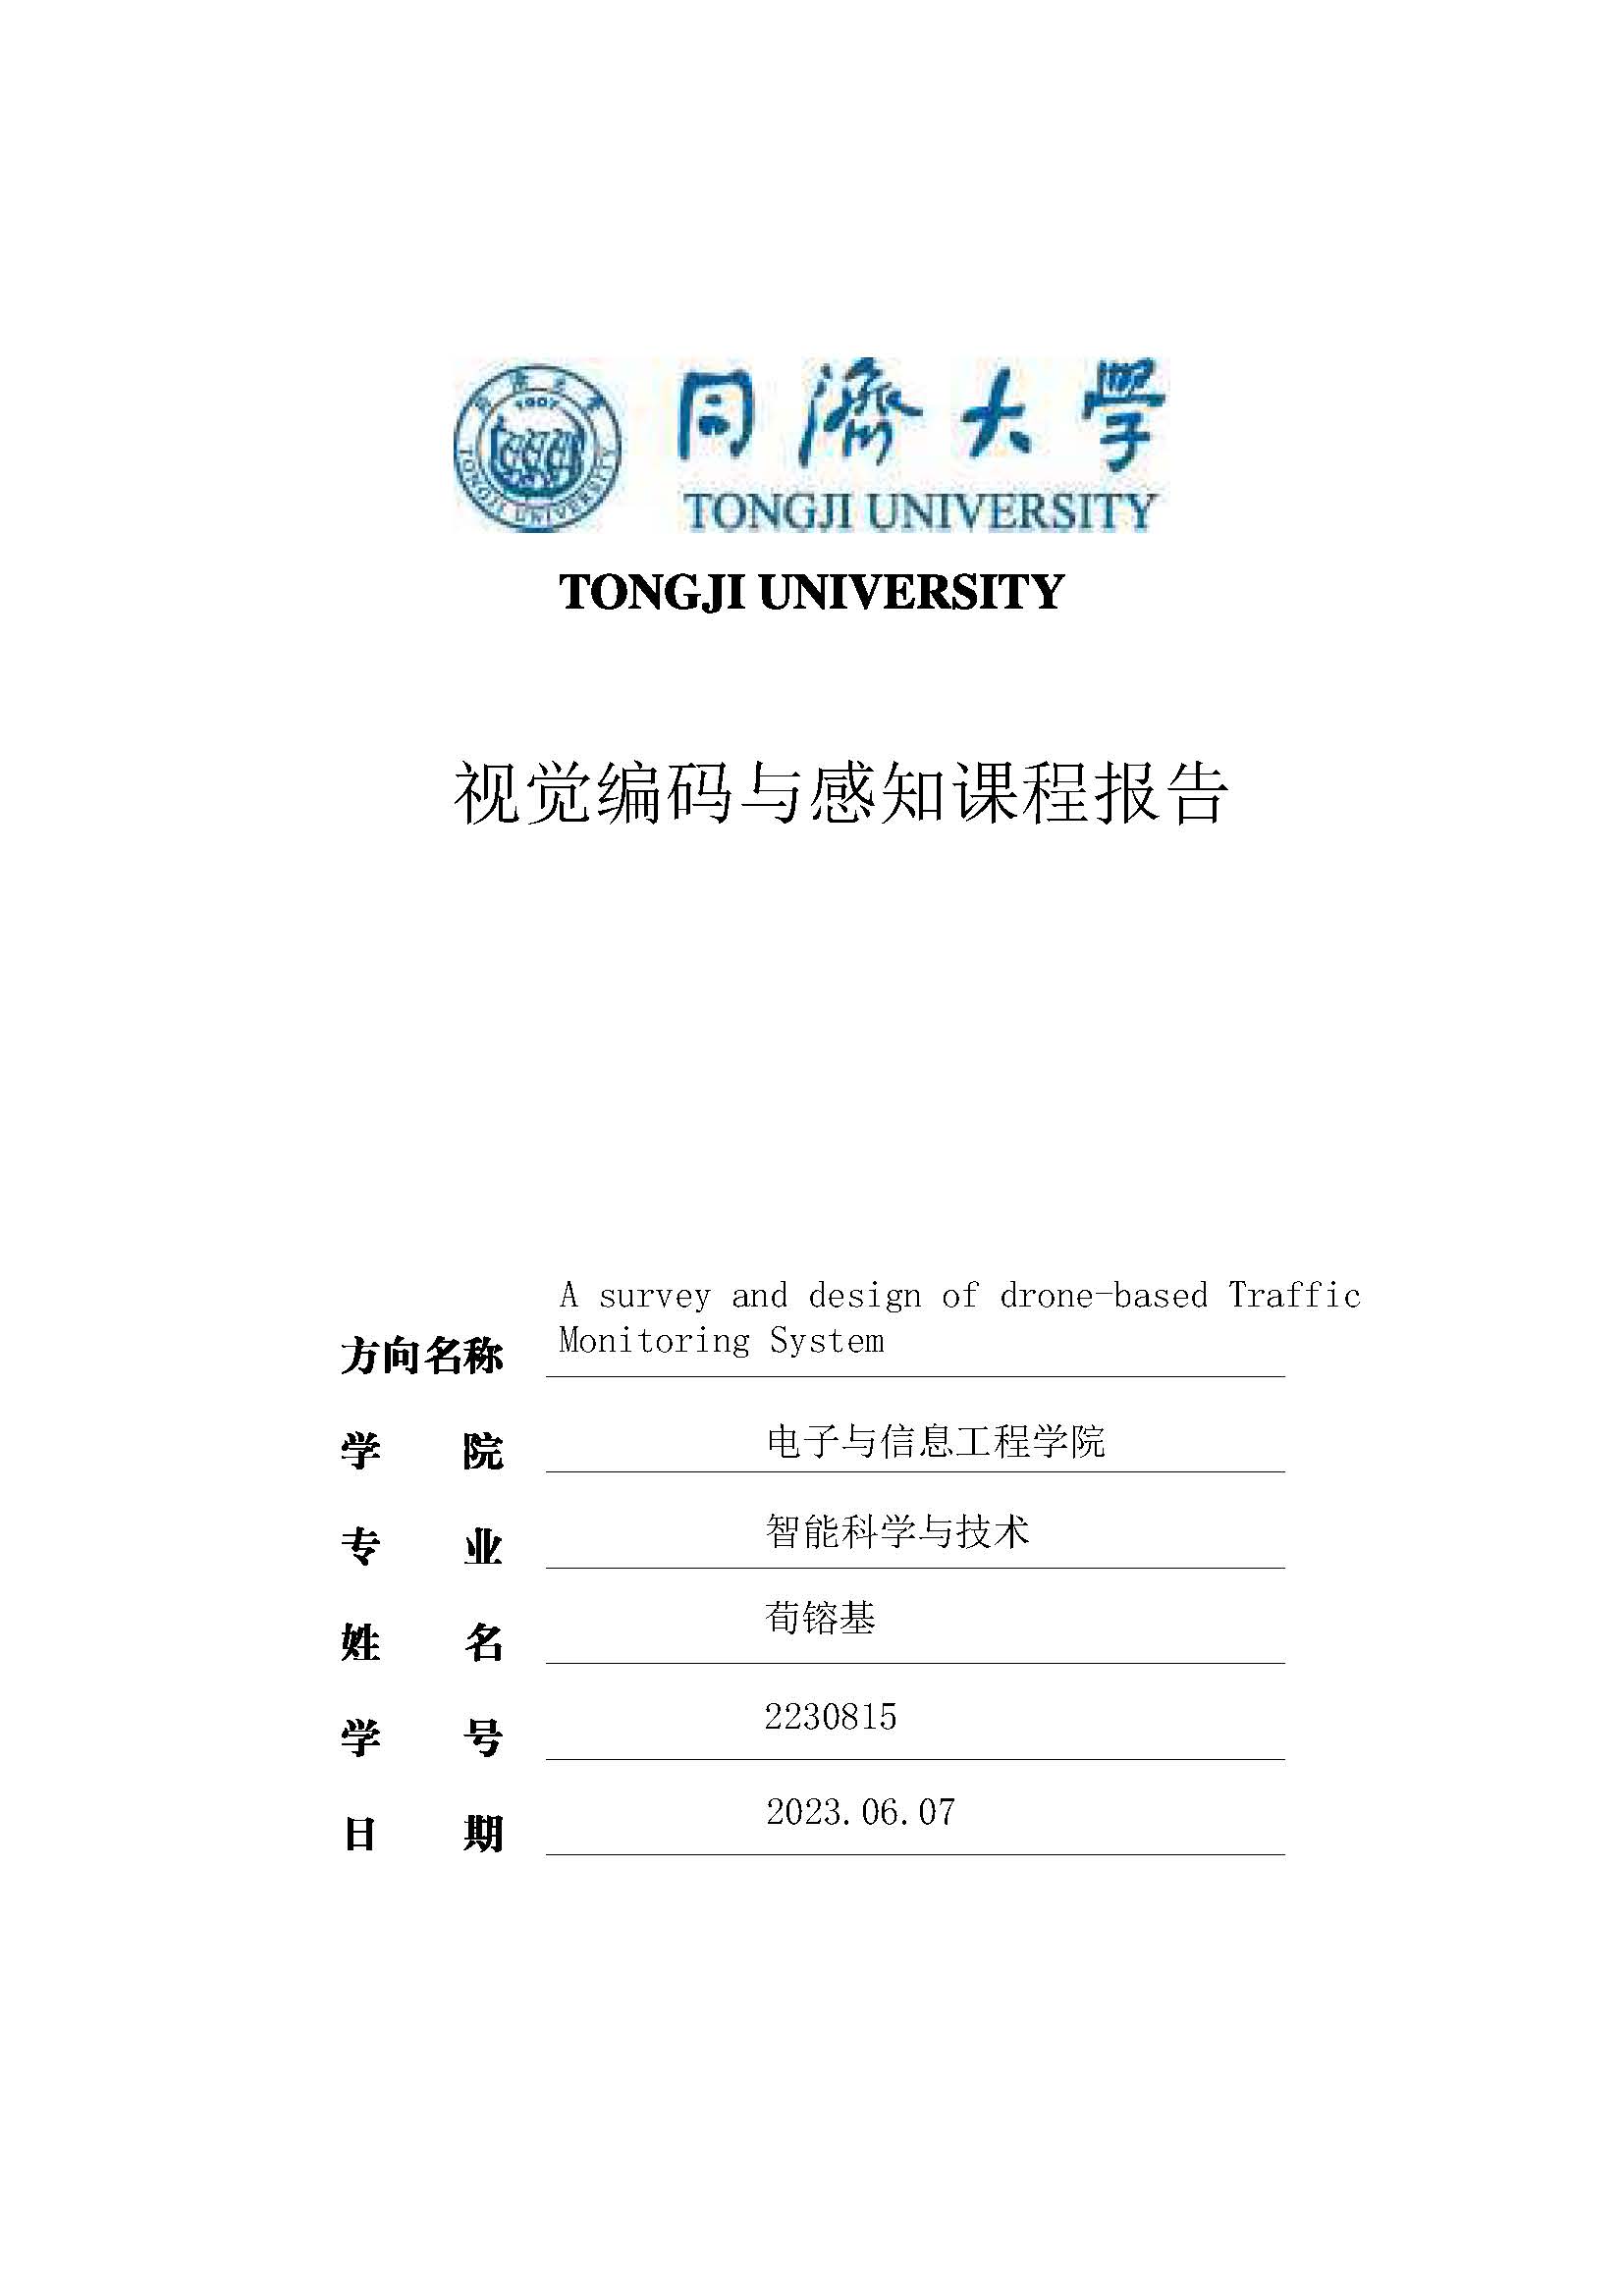 同濟大學
1907
TONGJI UNIVERSITY
TONGJI UNIVERSITY
TONGJI UNIVERSITY
视觉编码与感知课程报告
A survey and design of drone-based Traffic
方向名称 Monitoring System
学 院 电子与信息工程学院
专 业 智能科学与技术
姓 名 荀镕基
学 号 2230815
日 期 2023.06.07